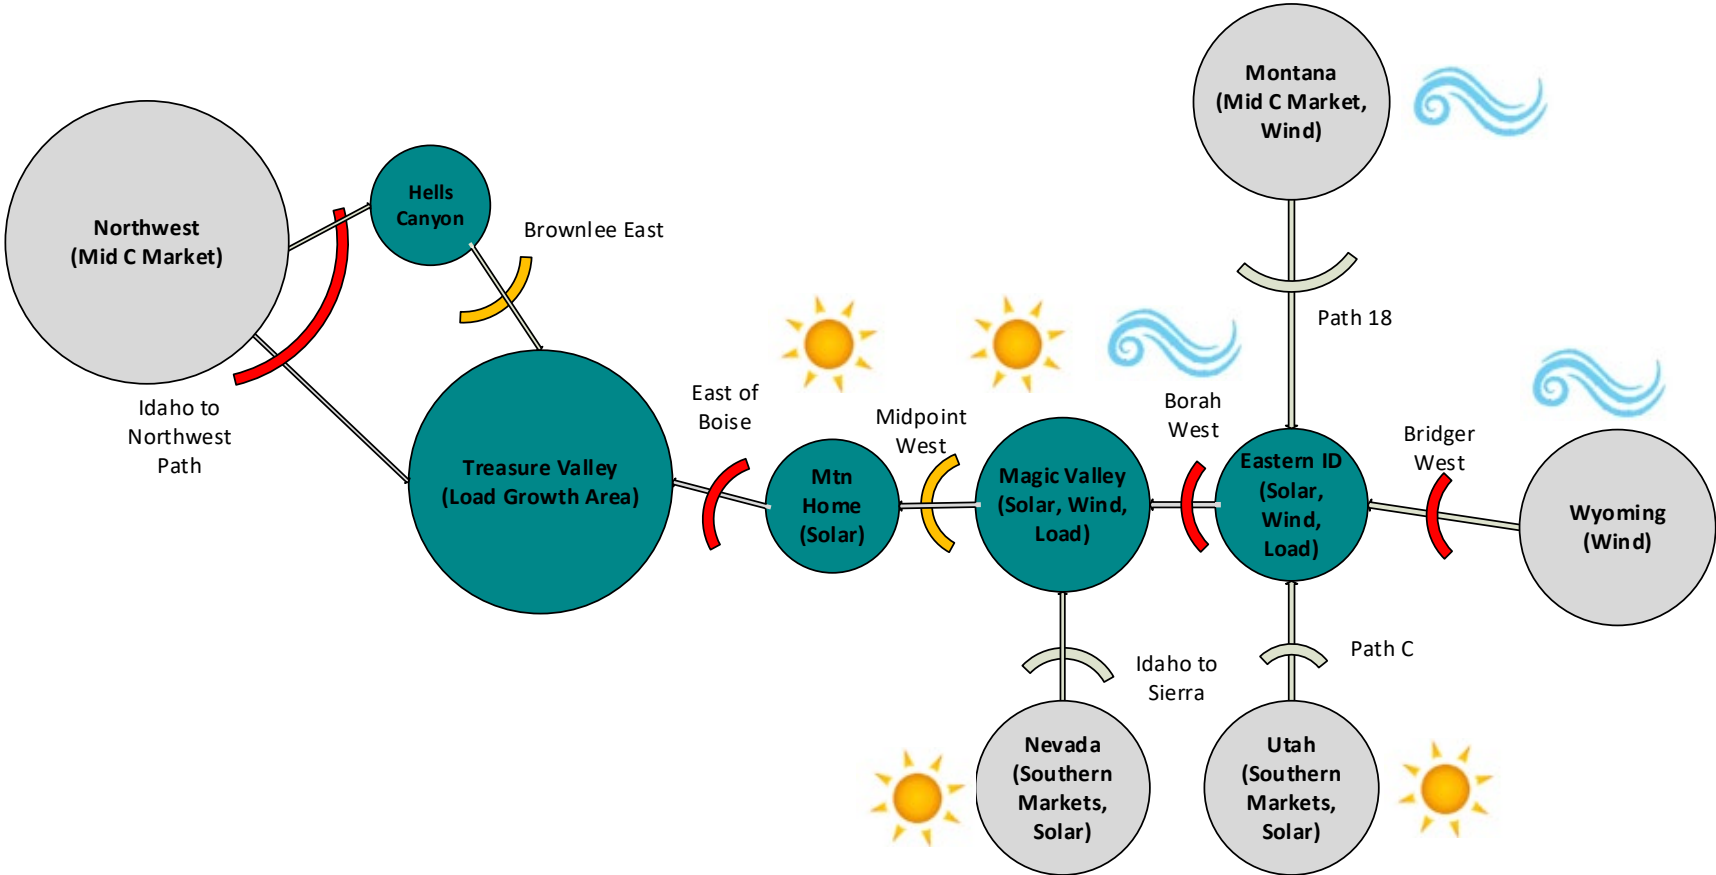 Montana
(Mid C Market,
Wind)
Hells
Canyon
Northwest
(Mid C Market)
Brownlee East
Path 18
Idaho to
Northwest
Path
East of
Boise
Midpoint
West
Borah
West
Bridger
West
Treasure Valley
(Load Growth Area)
Mtn
Home
(Solar)
Magic Valley
(Solar, Wind,
Load)
Eastern ID
(Solar,
Wind,
Load)
Wyoming
(Wind)
Idaho to
Sierra
Path C
Nevada
(Southern
Markets,
Solar)
Utah
(Southern
Markets,
Solar)